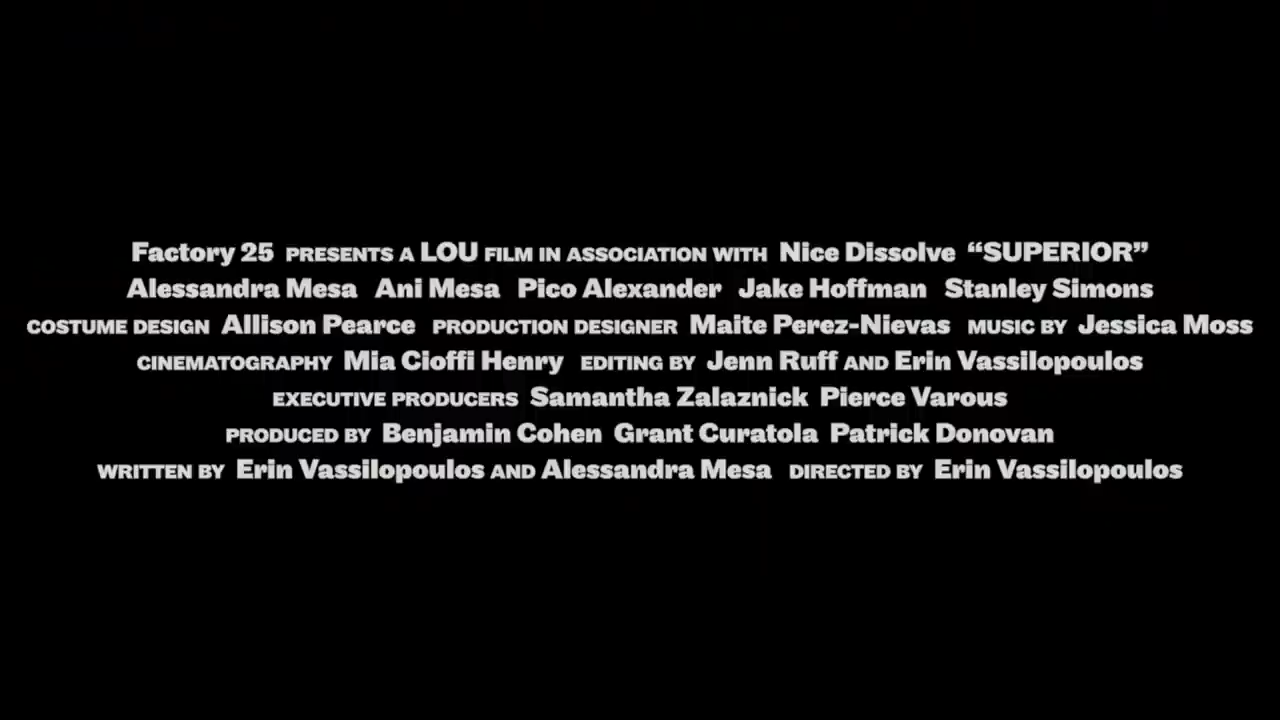 Factory 25 PRESENTS A LOU FILM IN ASSOCIATION WITH Nice Dissolve “SUPERIOR”
Alessandra Mesa Ani Mesa Pico Alexander Jake Hoffman Stanley Simons
COSTUME DESIGN Allison Pearce PRODUCTION DESIGNER Maite Perez-Nievas MUSIC BY Jessica Moss
CINEMATOGRAPHY Mia Cioffi Henry EDITING BY Jenn Ruff AND Erin Vassilopoulos
EXECUTIVE PRODUCERS Samantha Zalaznick Pierce Varous
PRODUCED BY Benjamin Cohen Grant Curatola Patrick Donovan
WRITTEN BY Erin Vassilopoulos AND Alessandra Mesa DIRECTED BY Erin Vassilopoulos